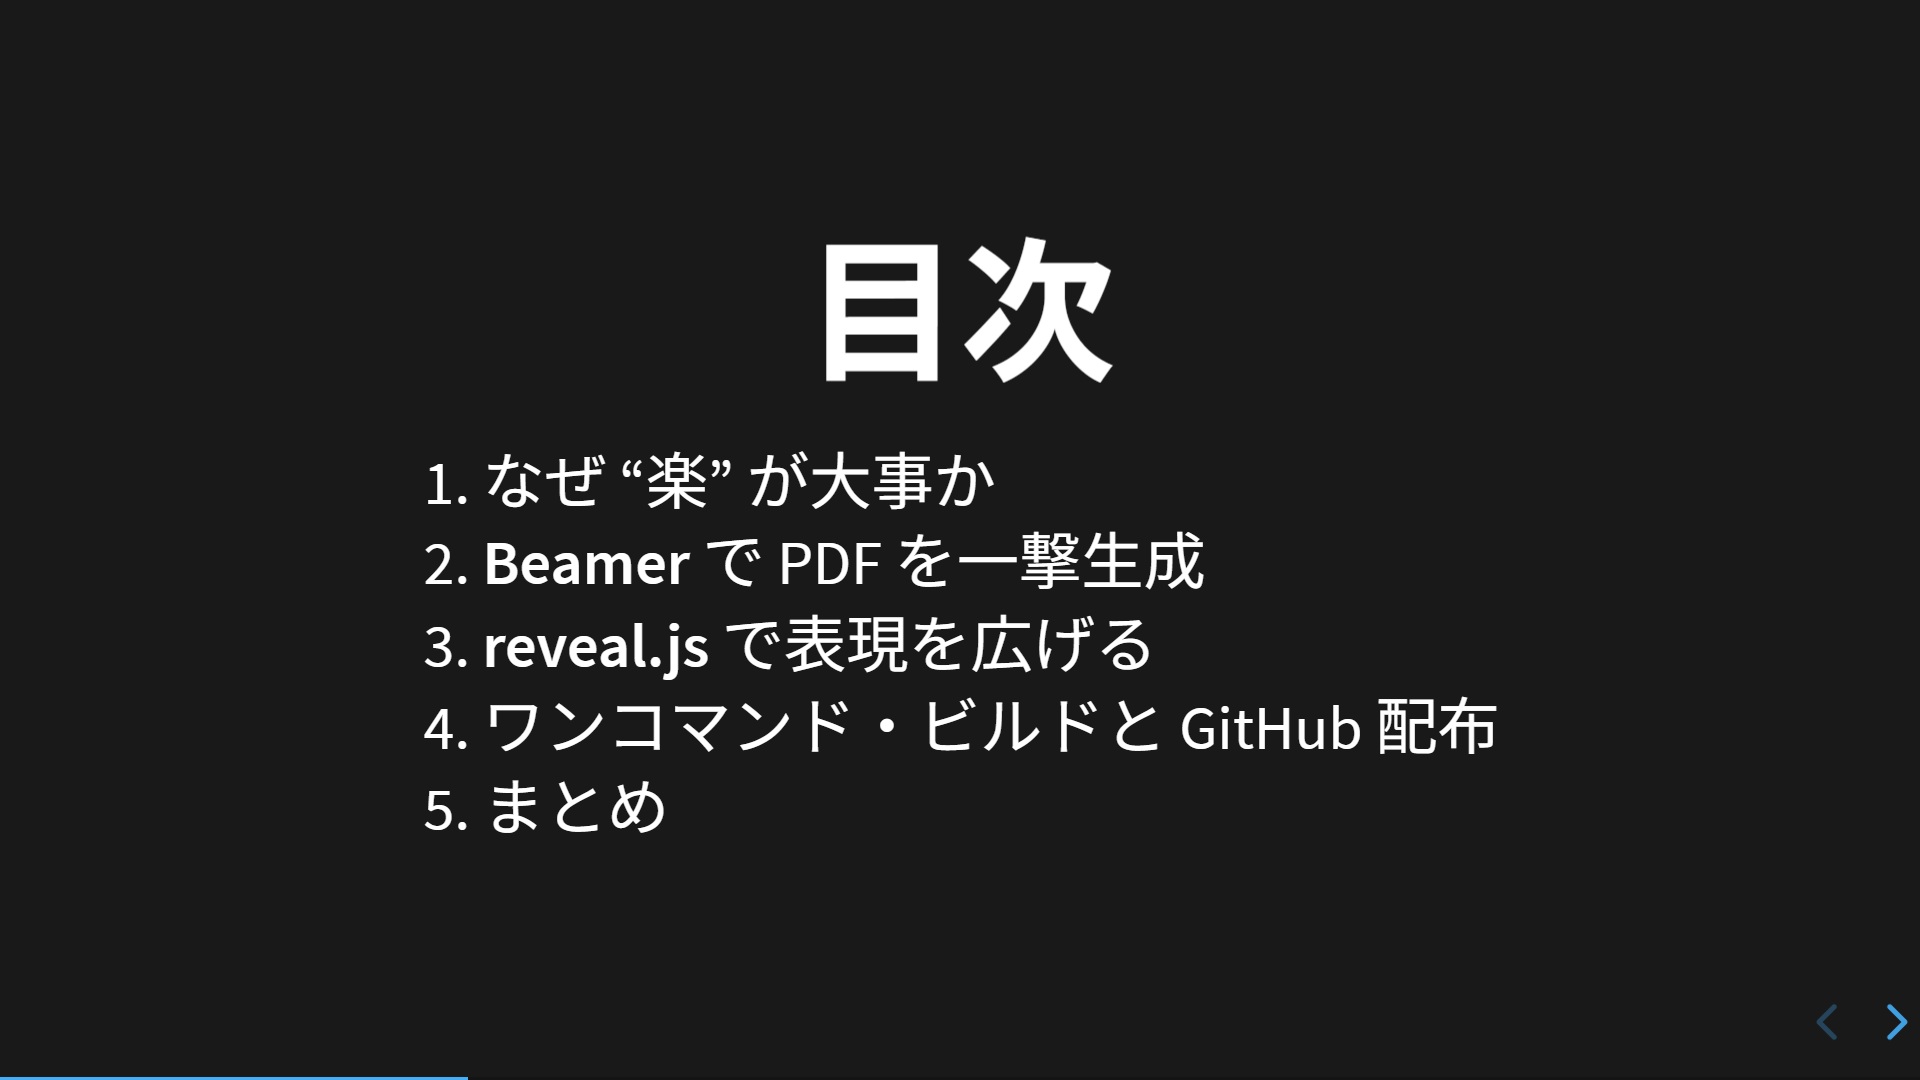 目次
1. なぜ “楽” が大事か
2. Beamer で PDF を一撃生成
3. reveal.js で表現を広げる
4. ワンコマンド・ビルドと GitHub 配布
5. まとめ